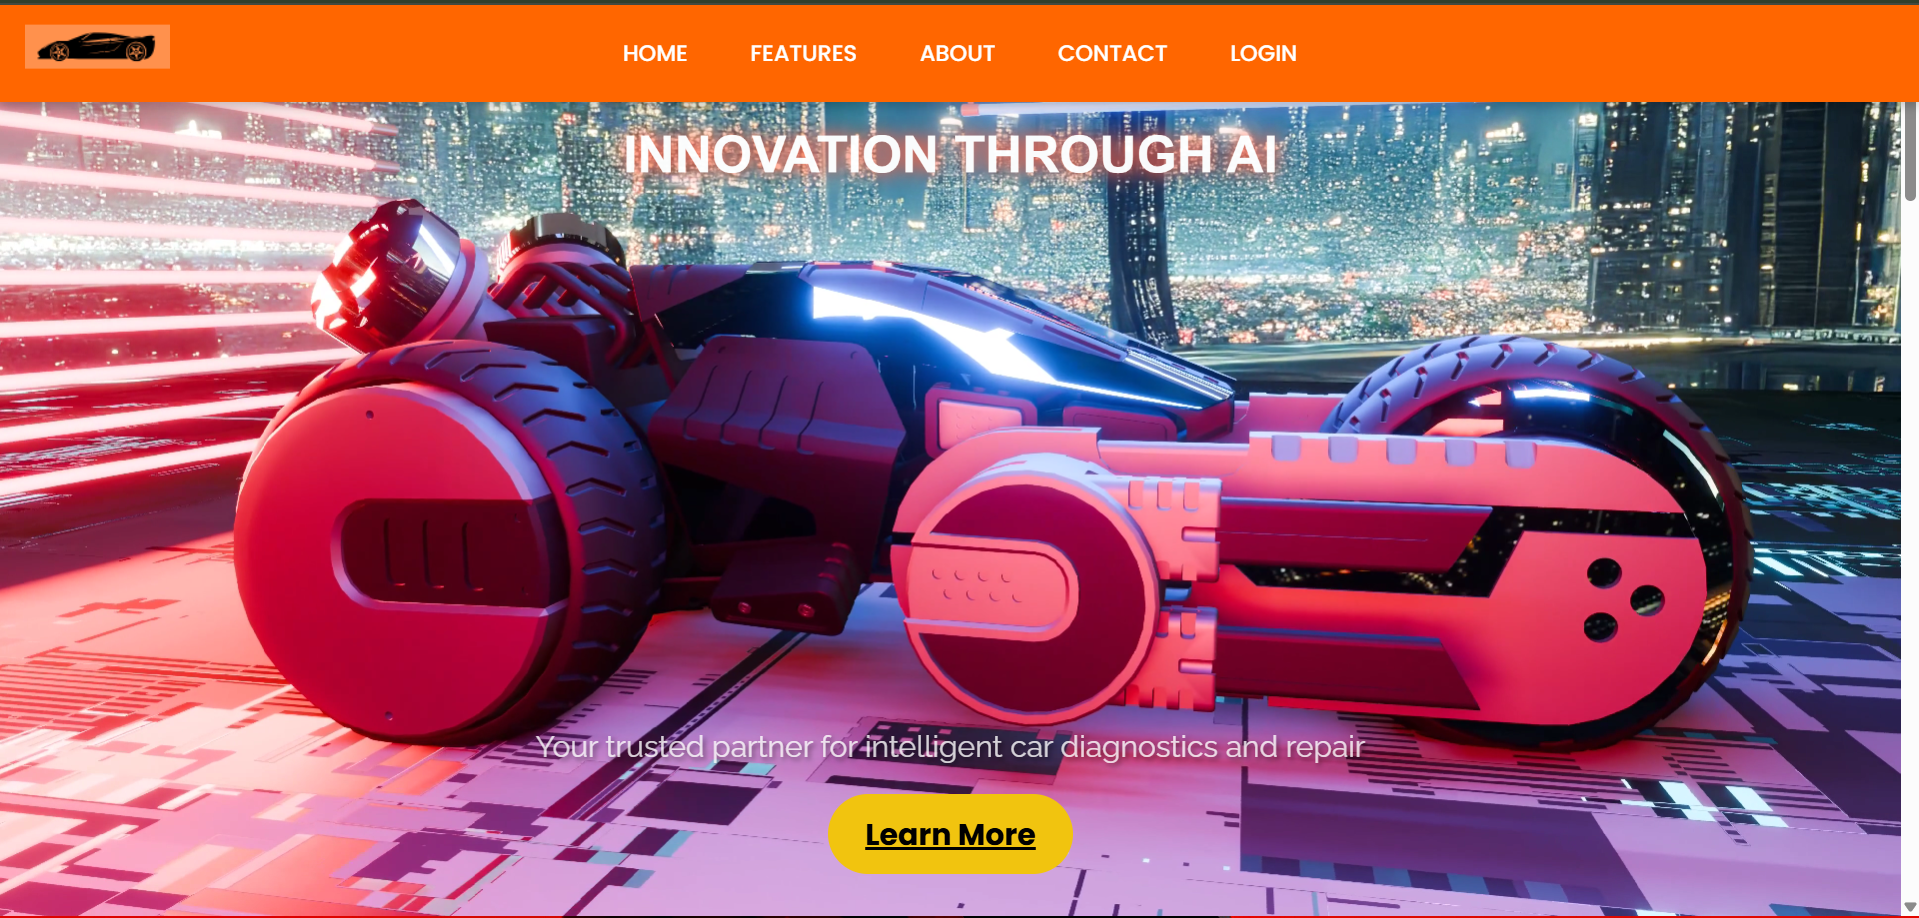 HOME
FEATURES
ABOUT
CONTACT
LOGIN
INNOVATION THROUGH AI
Your trusted partner for intelligent car diagnostics and repair
Learn More